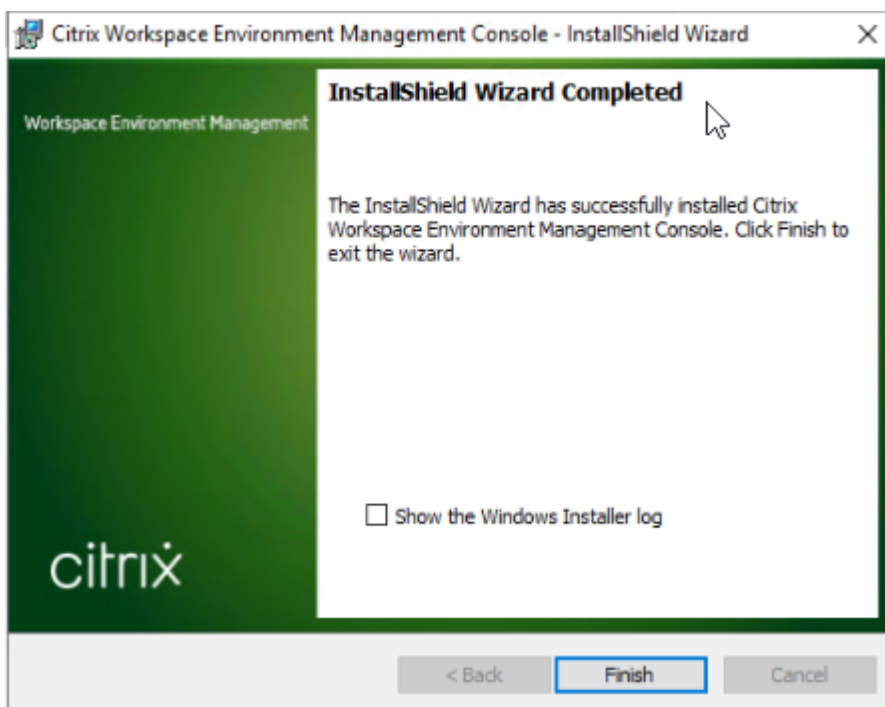 Citrix Workspace Environment Management Console - InstallShield Wizard
InstallShield Wizard Completed
Workspace Environment Management
The InstallShield Wizard has successfully installed Citrix
Workspace Environment Management Console. Click Finish to
exit the wizard.
Show the Windows Installer log
citrix
< Back
Finish
Cancel